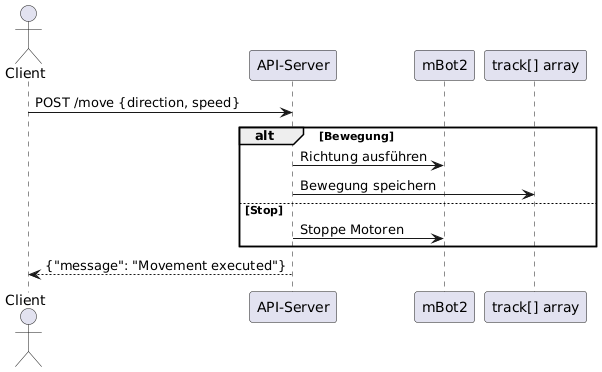 Client
API-Server
mBot2
track[] array
POST /move {direction, speed}
alt
[Bewegung]
Richtung ausführen
Bewegung speichern
[Stop]
Stoppe Motoren
{"message": "Movement executed"}
Client
API-Server
mBot2
track[] array